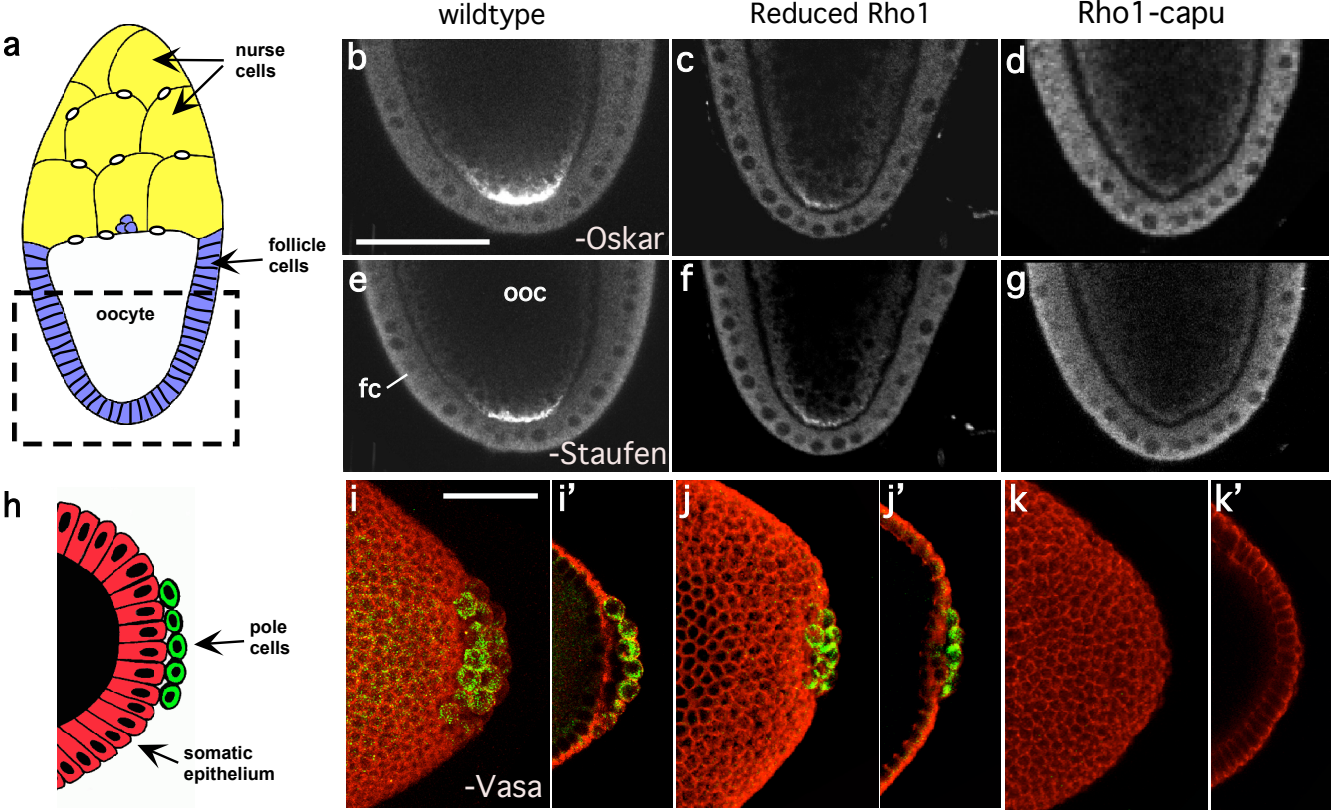 wildtype
Reduced Rho1
Rho1-capu
a
nurse
cells
follicle
cells
oocyte
b
-Oskar
c
d
e
ooc
fc
-Staufen
f
g
h
pole
cells
somatic
epithelium
i
-Vasa
i’
j
j’
k
k’